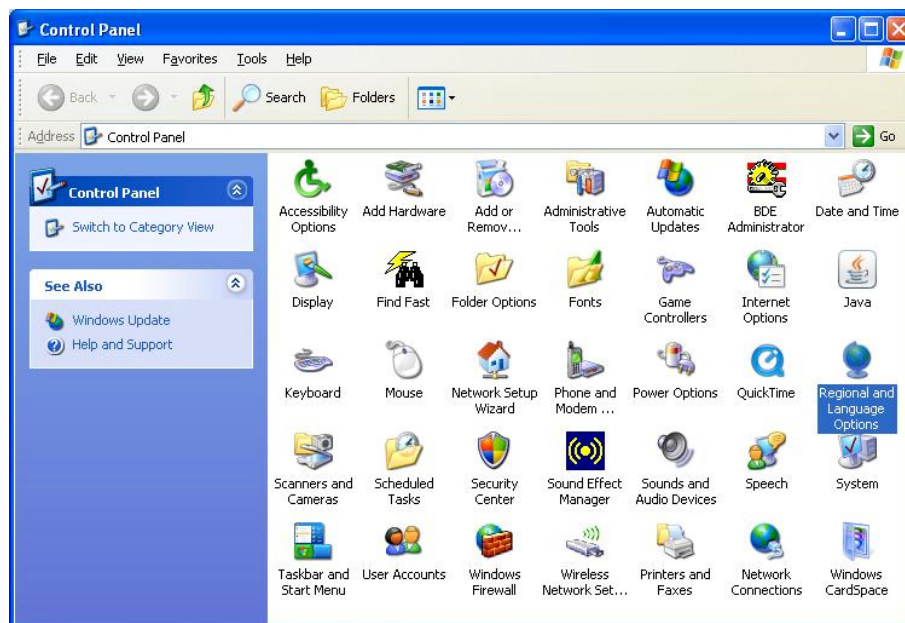 Control Panel
File Edit View Favorites Tools Help
Back Search Folders
Address Control Panel Go
Control Panel
Switch to Category View
See Also
Windows Update
Help and Support
Accessibility Options
Add Hardware
Add or Remov...
Administrative Tools
Automatic Updates
BDE Administrator
Date and Time
Display
Find Fast
Folder Options
Fonts
Game Controllers
Internet Options
Java
Keyboard
Mouse
Network Setup Wizard
Phone and Modem ...
Power Options
QuickTime
Regional and Language Options
Scanners and Cameras
Scheduled Tasks
Security Center
Sound Effect Manager
Sounds and Audio Devices
Speech
System
Taskbar and Start Menu
User Accounts
Windows Firewall
Wireless Network Set...
Printers and Faxes
Network Connections
Windows CardSpace